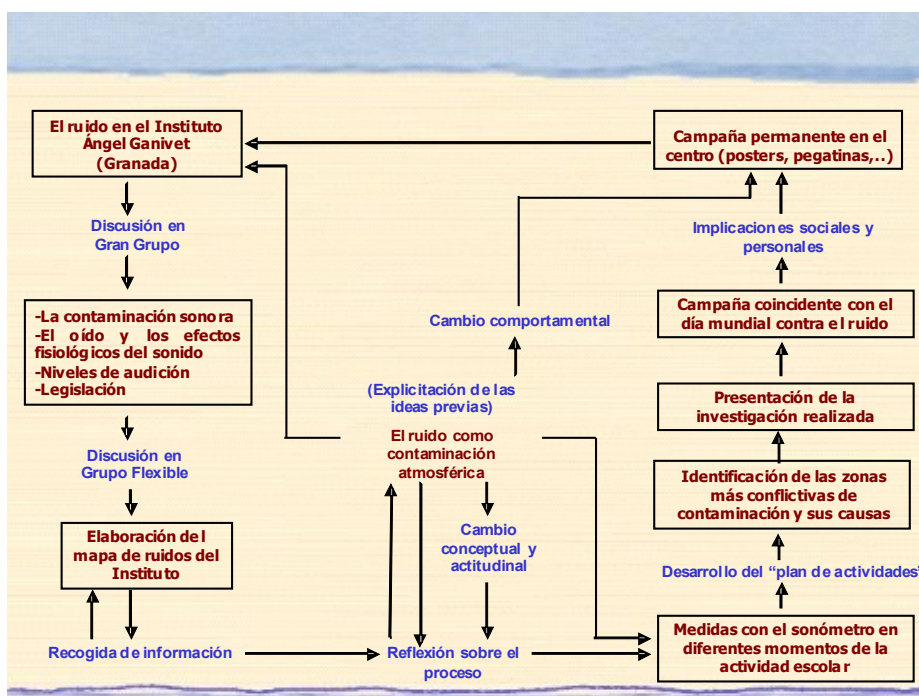 El ruido en el Instituto
Ángel Ganivet
(Granada)
Discusión en
Gran Grupo
-La contaminación sonora
-El oído y los efectos
fisiológicos del sonido
-Niveles de audición
-Legislación
Discusión en
Grupo Flexible
Elaboración del
mapa de ruidos del
Instituto
Recogida de información
Cambio comportamental
(Explicitación de las
ideas previas)
El ruido como
contaminación
atmosférica
Cambio
conceptual y
actitudinal
Reflexión sobre el
proceso
Campaña permanente en el
centro (posters, pegatinas,..)
Implicaciones sociales y
personales
Campaña coincidente con el
día mundial contra el ruido
Presentación de la
investigación realizada
Identificación de las zonas
más conflictivas de
contaminación y sus causas
Desarrollo del “plan de actividades”
Medidas con el sonómetro en
diferentes momentos de la
actividad escolar